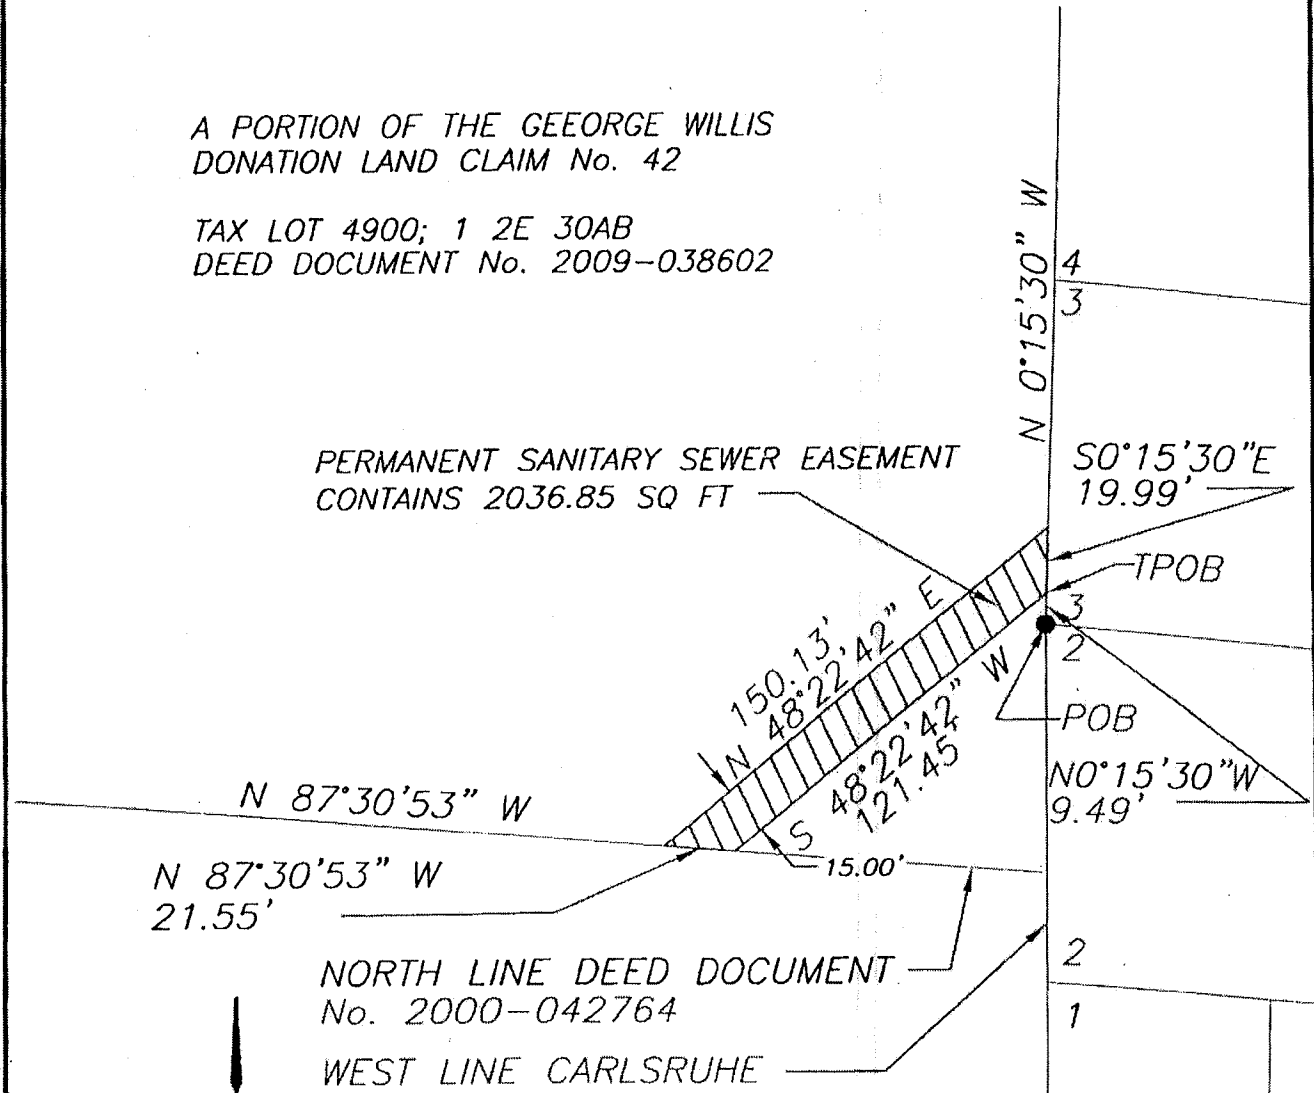 A PORTION OF THE GEEORGE WILLIS
DONATION LAND CLAIM No. 42
TAX LOT 4900; 1 2E 30AB
DEED DOCUMENT No. 2009-038602
N 0°15'30" W
4
3
PERMANENT SANITARY SEWER EASEMENT
CONTAINS 2036.85 SQ FT
S0°15'30"E
19.99'
TPOB
3
2
POB
150.13'
N 48°22'42" E
S 48°22'42" W
121.45'
N0°15'30"W
9.49'
N 87°30'53" W
15.00'
N 87°30'53" W
21.55'
NORTH LINE DEED DOCUMENT
No. 2000-042764
2
1
WEST LINE CARLSRUHE